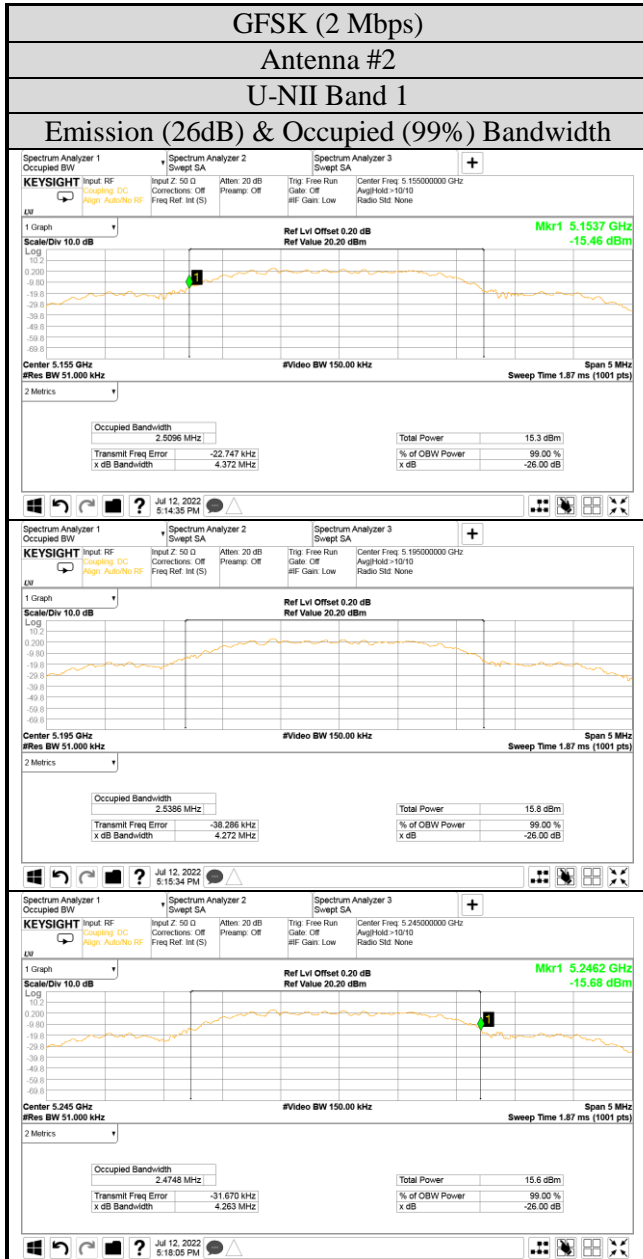 GFSK (2 Mbps)
Antenna #2
U-NII Band 1
Emission (26dB) & Occupied (99%) Bandwidth
Spectrum Analyzer 1 Spectrum Analyzer 2 Spectrum Analyzer 3
Occupied BW Swept SA Swept SA +
KEYSIGHT Input: RF Input Z: 50 Ω Atten: 20 dB Trig: Free Run Center Freq: 5.155000000 GHz
Coupling: DC Corrections: Off Preamp: Off Gate: Off Avg|Hold:>10/10
Align: Auto/No RF Freq Ref: Int (S) #IF Gain: Low Radio Std: None
LXI
1 Graph Ref Lvl Offset 0.20 dB Mkr1 5.1537 GHz
Scale/Div 10.0 dB Ref Value 20.20 dBm -15.46 dBm
Log
10.2
0.200
-9.80
-19.8
-29.8
-39.8
-49.8
-59.8
-69.8
1
Center 5.155 GHz #Video BW 150.00 kHz Span 5 MHz
#Res BW 51.000 kHz Sweep Time 1.87 ms (1001 pts)
2 Metrics
Occupied Bandwidth
2.5096 MHz Total Power 15.3 dBm
Transmit Freq Error -22.747 kHz % of OBW Power 99.00 %
x dB Bandwidth 4.372 MHz x dB -26.00 dB
? Jul 12, 2022
5:14:35 PM
Spectrum Analyzer 1 Spectrum Analyzer 2 Spectrum Analyzer 3
Occupied BW Swept SA Swept SA +
KEYSIGHT Input: RF Input Z: 50 Ω Atten: 20 dB Trig: Free Run Center Freq: 5.195000000 GHz
Coupling: DC Corrections: Off Preamp: Off Gate: Off Avg|Hold:>10/10
Align: Auto/No RF Freq Ref: Int (S) #IF Gain: Low Radio Std: None
LXI
1 Graph Ref Lvl Offset 0.20 dB
Scale/Div 10.0 dB Ref Value 20.20 dBm
Log
10.2
0.200
-9.80
-19.8
-29.8
-39.8
-49.8
-59.8
-69.8
Center 5.195 GHz #Video BW 150.00 kHz Span 5 MHz
#Res BW 51.000 kHz Sweep Time 1.87 ms (1001 pts)
2 Metrics
Occupied Bandwidth
2.5386 MHz Total Power 15.8 dBm
Transmit Freq Error -38.286 kHz % of OBW Power 99.00 %
x dB Bandwidth 4.272 MHz x dB -26.00 dB
? Jul 12, 2022
5:15:34 PM
Spectrum Analyzer 1 Spectrum Analyzer 2 Spectrum Analyzer 3
Occupied BW Swept SA Swept SA +
KEYSIGHT Input: RF Input Z: 50 Ω Atten: 20 dB Trig: Free Run Center Freq: 5.245000000 GHz
Coupling: DC Corrections: Off Preamp: Off Gate: Off Avg|Hold:>10/10
Align: Auto/No RF Freq Ref: Int (S) #IF Gain: Low Radio Std: None
LXI
1 Graph Ref Lvl Offset 0.20 dB Mkr1 5.2462 GHz
Scale/Div 10.0 dB Ref Value 20.20 dBm -15.68 dBm
Log
10.2
0.200
-9.80
-19.8
-29.8
-39.8
-49.8
-59.8
-69.8
1
Center 5.245 GHz #Video BW 150.00 kHz Span 5 MHz
#Res BW 51.000 kHz Sweep Time 1.87 ms (1001 pts)
2 Metrics
Occupied Bandwidth
2.4748 MHz Total Power 15.6 dBm
Transmit Freq Error -31.670 kHz % of OBW Power 99.00 %
x dB Bandwidth 4.263 MHz x dB -26.00 dB
? Jul 12, 2022
5:18:05 PM